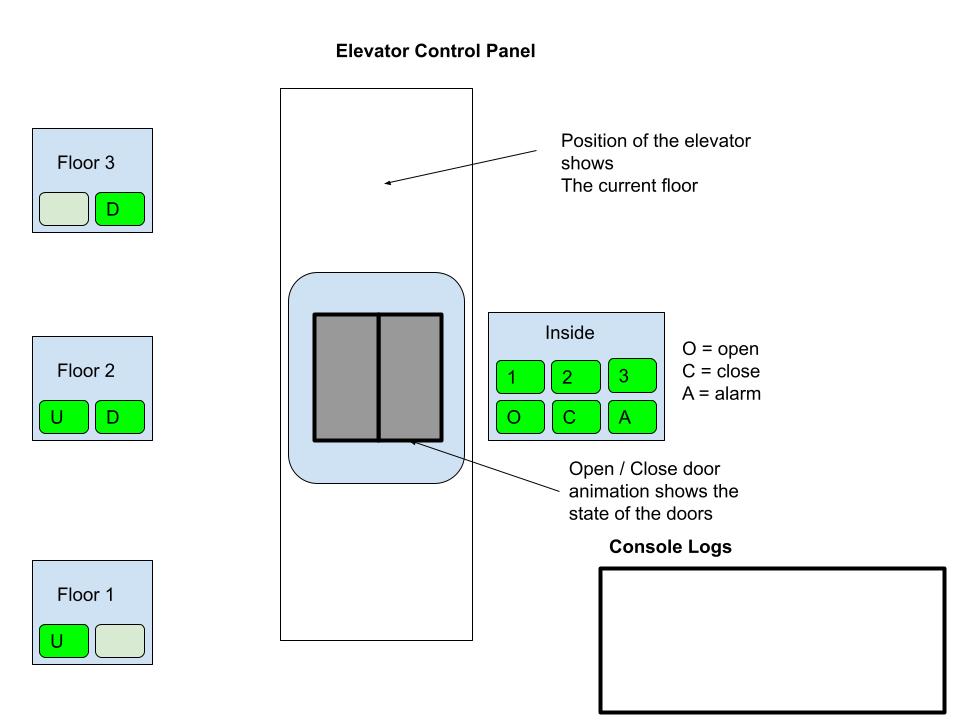 Elevator Control Panel
Floor 3
D
Position of the elevator
shows
The current floor
Floor 2
U D
Inside
1 2 3
O C A
O = open
C = close
A = alarm
Open / Close door
animation shows the
state of the doors
Console Logs
Floor 1
U